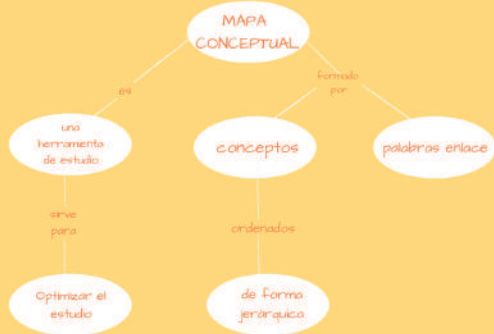 MAPA
CONCEPTUAL
es
formado
por
una
herramienta
de estudio
conceptos
palabras enlace
sirve
para
ordenados
Optimizar el
estudio
de forma
jerárquica